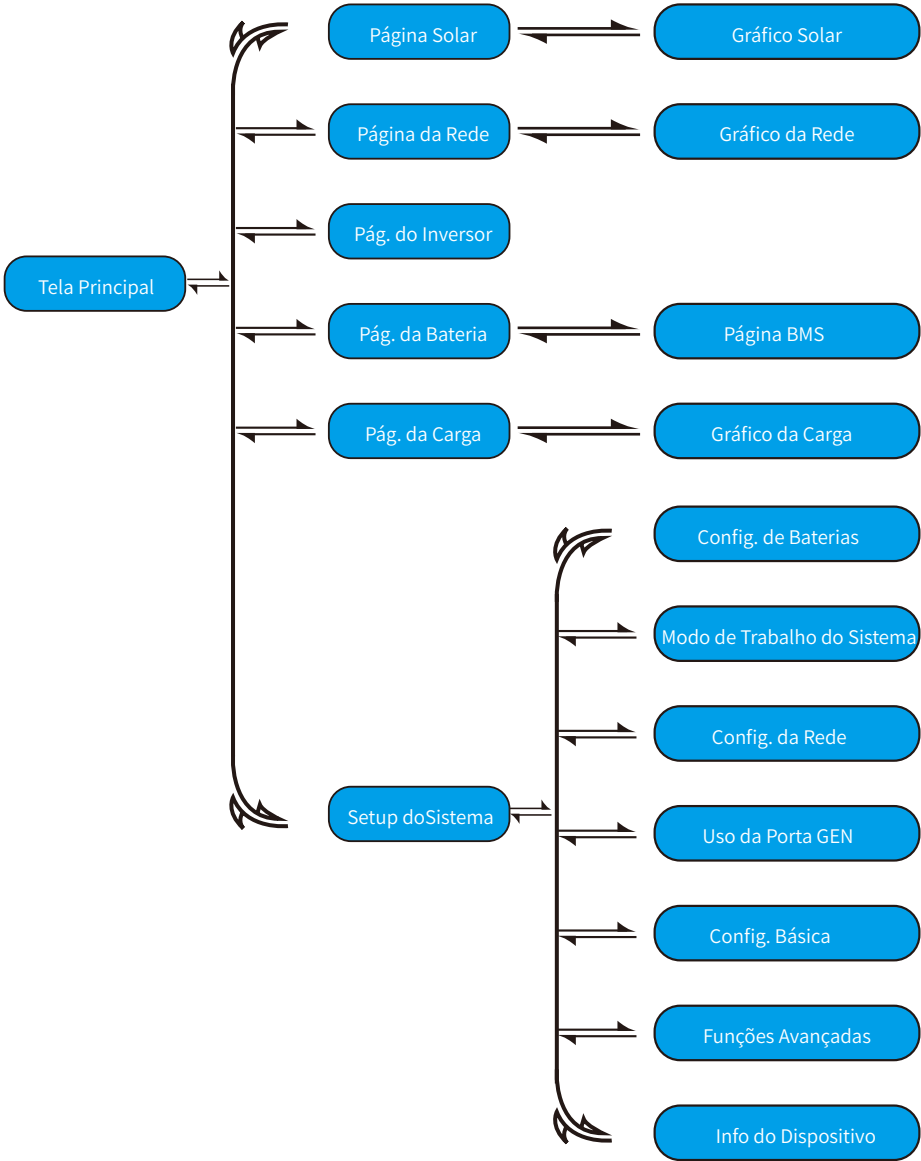 Página Solar
Gráfico Solar
Página da Rede
Gráfico da Rede
Pág. do Inversor
Tela Principal
Pág. da Bateria
Página BMS
Pág. da Carga
Gráfico da Carga
Config. de Baterias
Modo de Trabalho do Sistema
Config. da Rede
Setup doSistema
Uso da Porta GEN
Config. Básica
Funções Avançadas
Info do Dispositivo